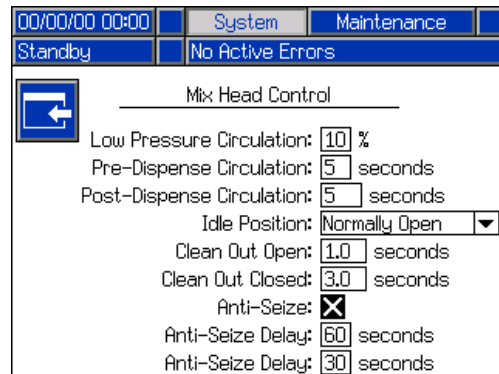 00/00/00 00:00 System Maintenance
Standby No Active Errors
Mix Head Control
Low Pressure Circulation: 10 %
Pre-Dispense Circulation: 5 seconds
Post-Dispense Circulation: 5 seconds
Idle Position: Normally Open
Clean Out Open: 1.0 seconds
Clean Out Closed: 3.0 seconds
Anti-Seize:
Anti-Seize Delay: 60 seconds
Anti-Seize Delay: 30 seconds